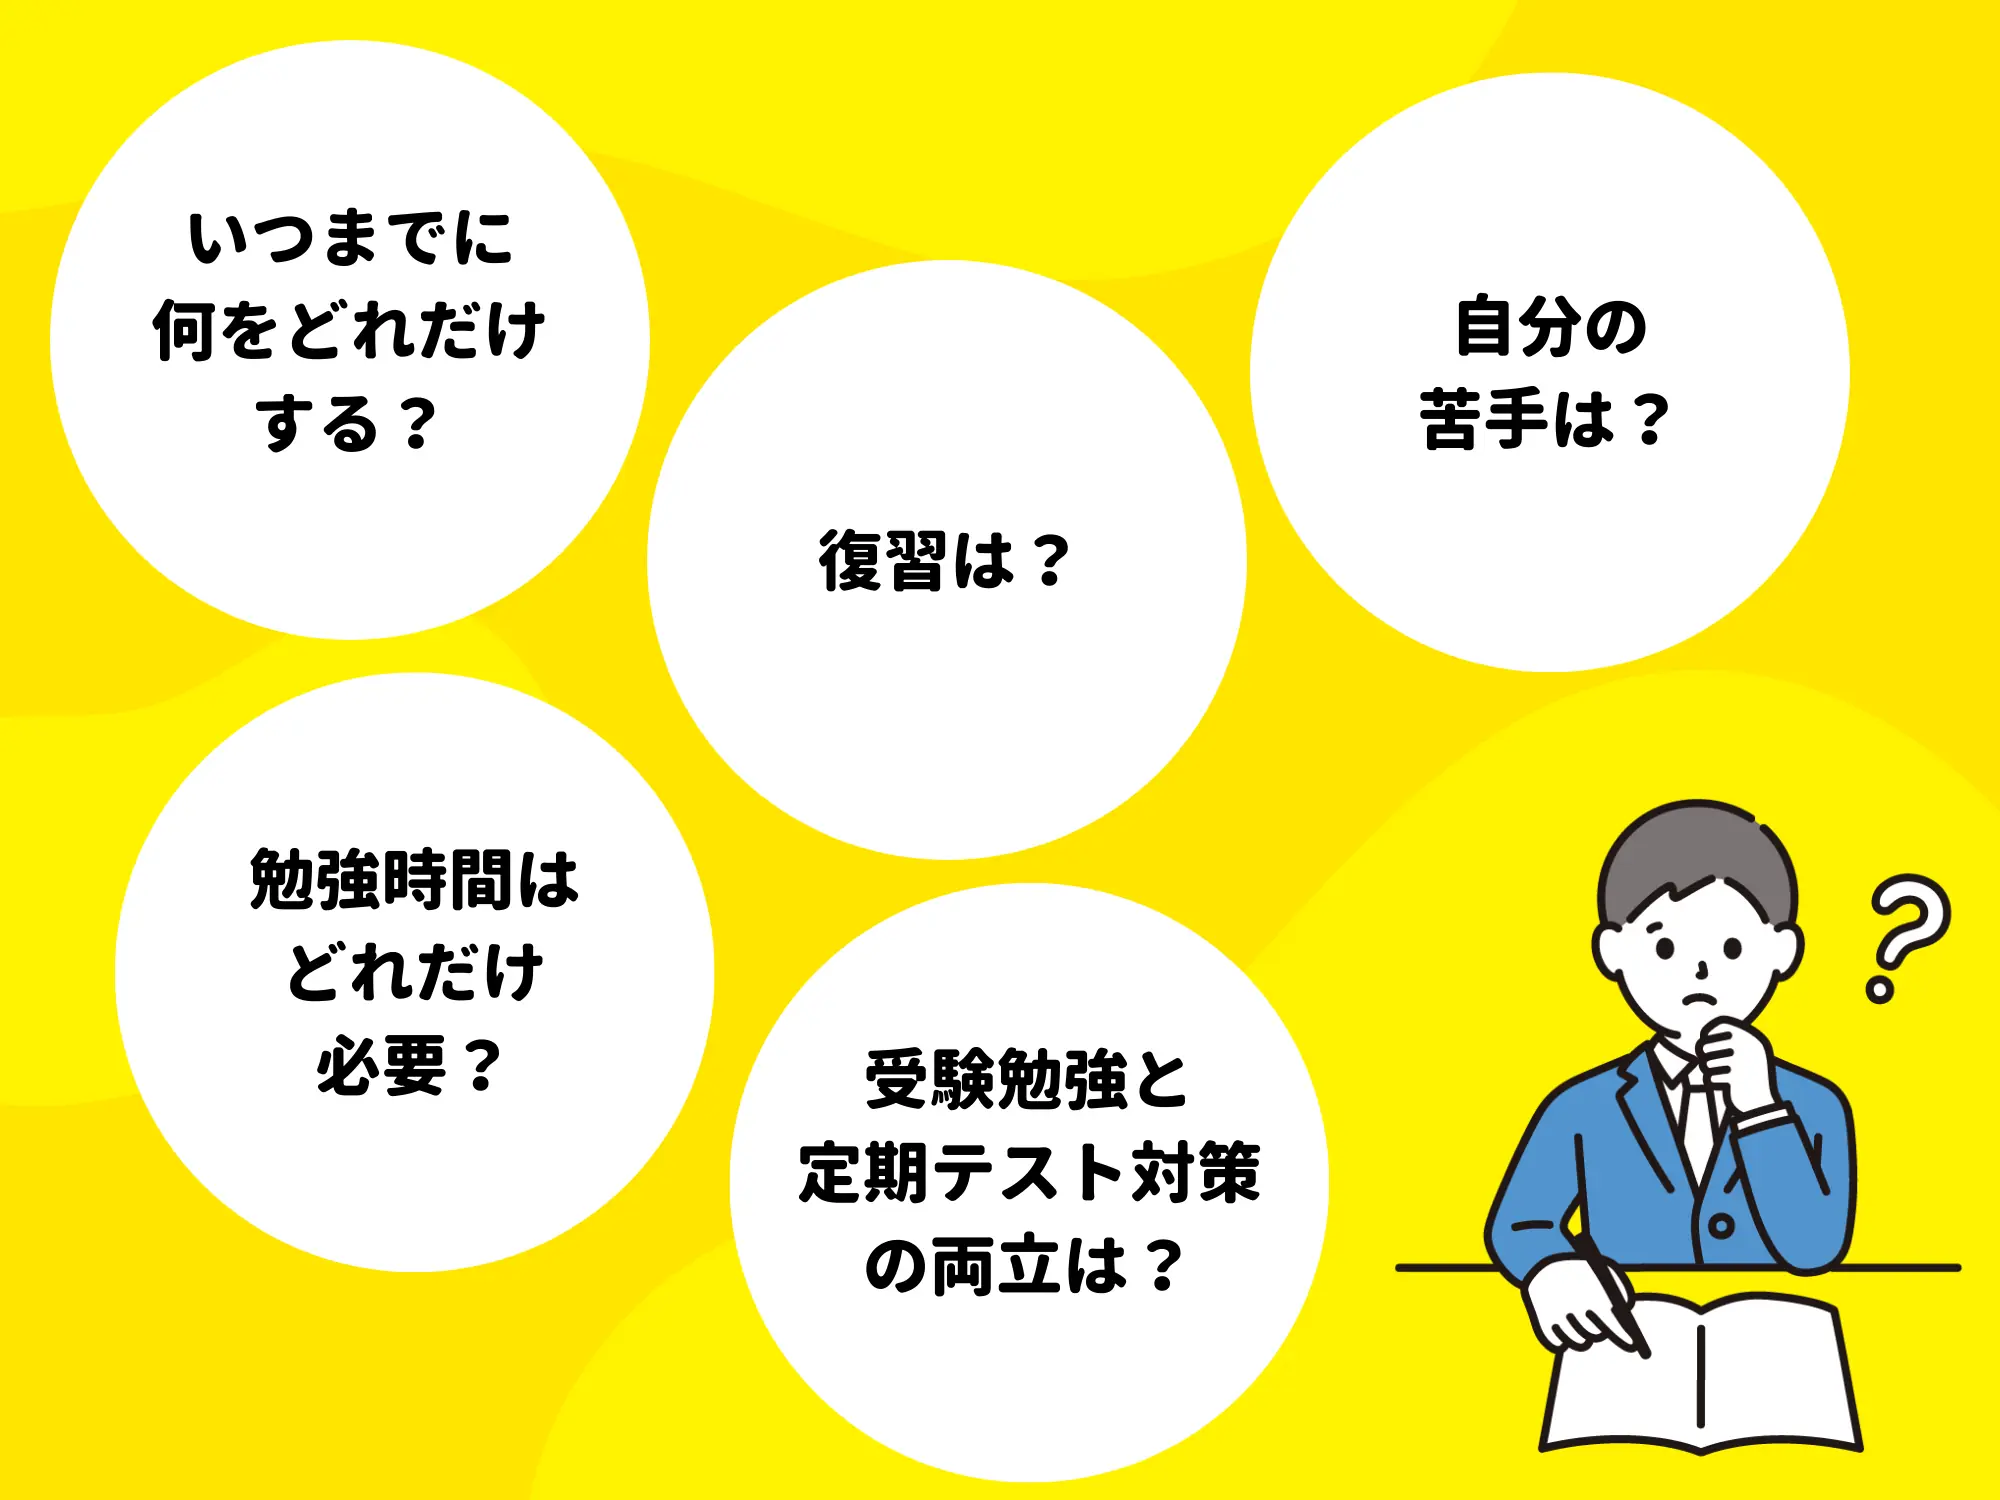 いつまでに
何をどれだけ
する？
自分の
苦手は？
復習は？
勉強時間は
どれだけ
必要？
受験勉強と
定期テスト対策
の両立は？
?